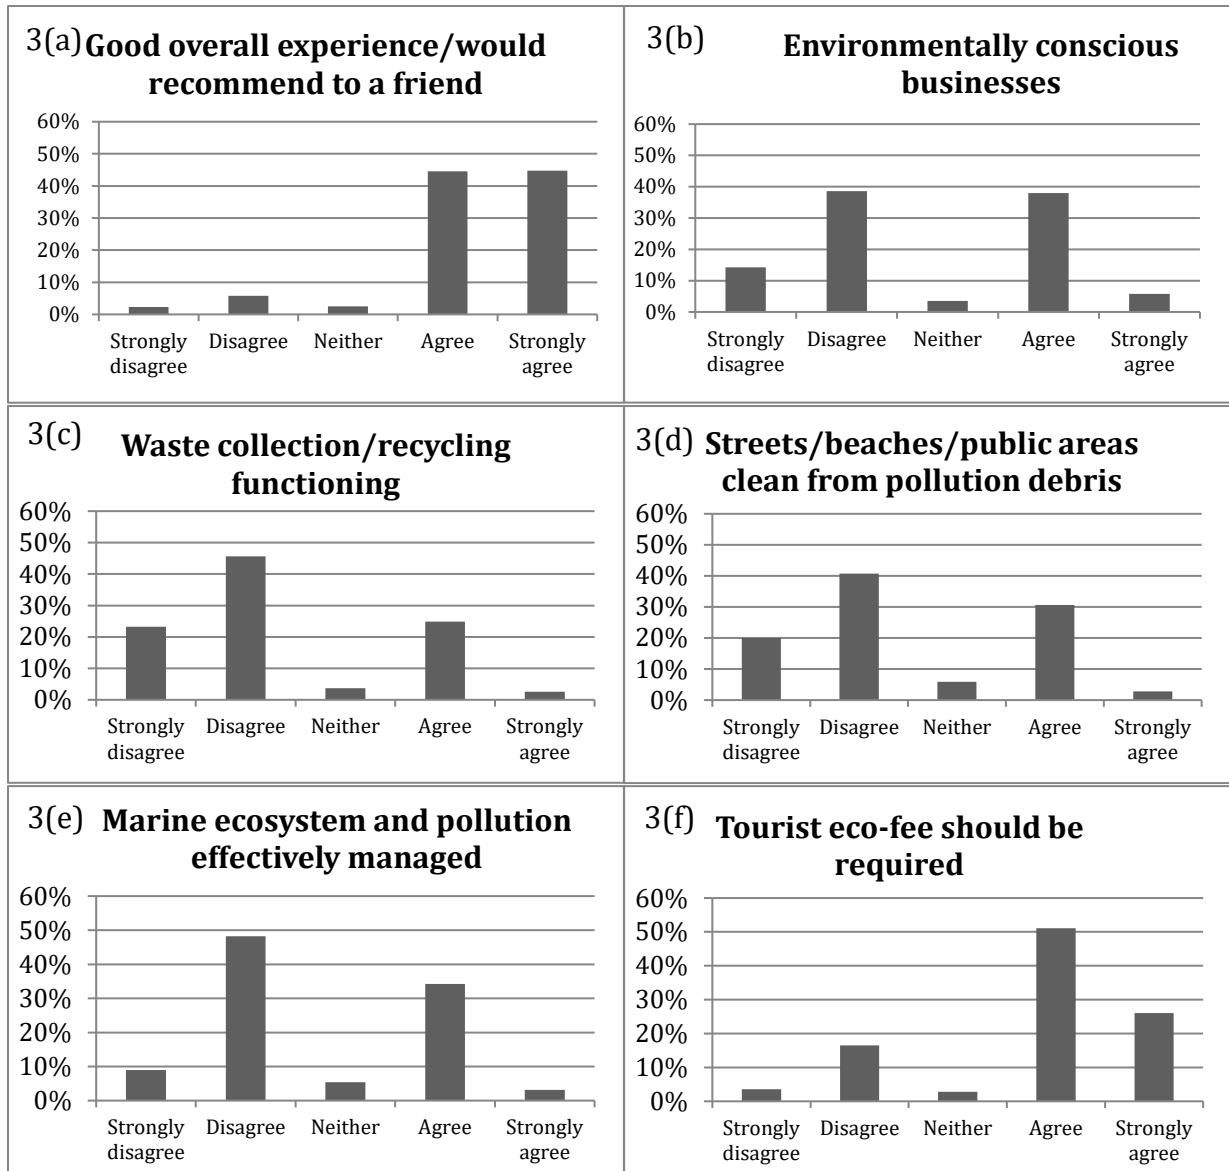 3(a) Good overall experience/would
recommend to a friend
60%
50%
40%
30%
20%
10%
0%
Strongly disagree
Disagree
Neither
Agree
Strongly agree
3(b) Environmentally conscious
businesses
60%
50%
40%
30%
20%
10%
0%
Strongly disagree
Disagree
Neither
Agree
Strongly agree
3(c) Waste collection/recycling
functioning
60%
50%
40%
30%
20%
10%
0%
Strongly disagree
Disagree
Neither
Agree
Strongly agree
3(d) Streets/beaches/public areas
clean from pollution debris
60%
50%
40%
30%
20%
10%
0%
Strongly disagree
Disagree
Neither
Agree
Strongly agree
3(e) Marine ecosystem and pollution
effectively managed
60%
50%
40%
30%
20%
10%
0%
Strongly disagree
Disagree
Neither
Agree
Strongly agree
3(f) Tourist eco-fee should be
required
60%
50%
40%
30%
20%
10%
0%
Strongly disagree
Disagree
Neither
Agree
Strongly agree